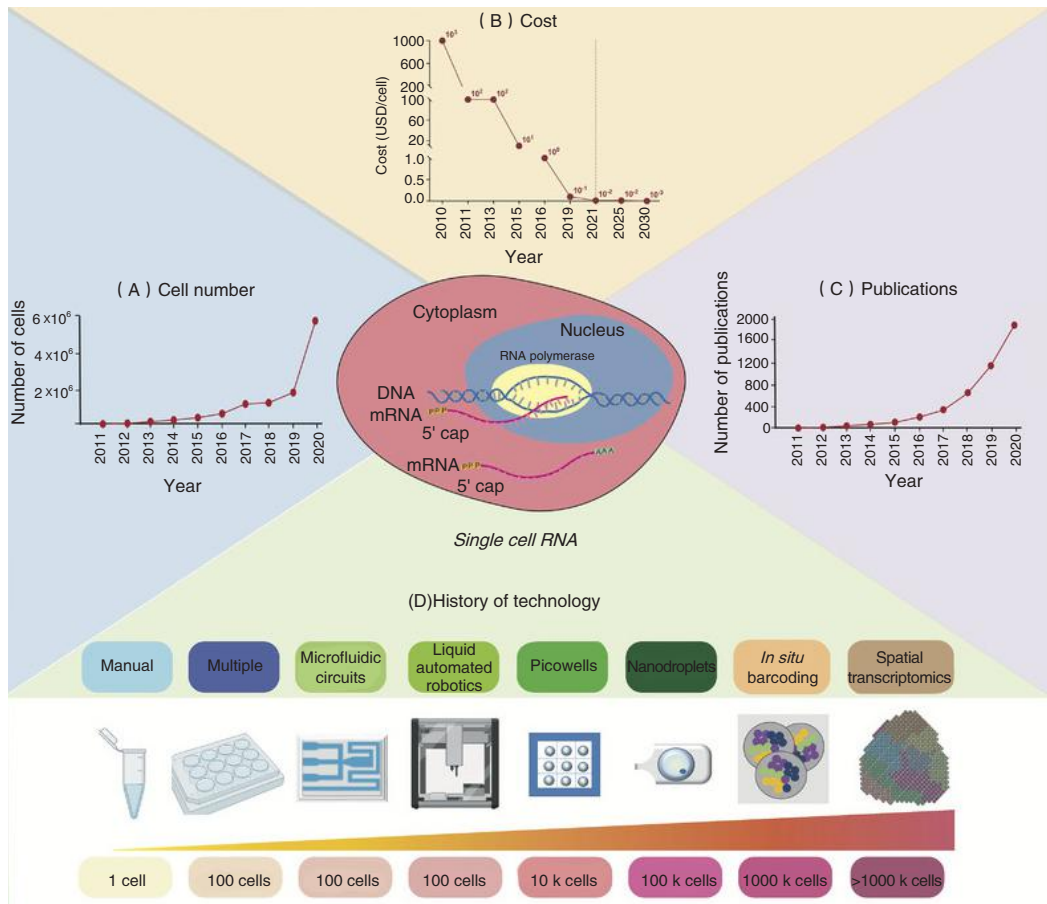 ( B ) Cost
Cost (USD/cell)
1000
600
200
100
60
20
1.0
0.5
0.0
10³
10²
10²
10¹
10⁰
10⁻¹
10⁻²
10⁻²
10⁻³
2010
2011
2013
2015
2016
2019
2021
2025
2030
Year
( A ) Cell number
Number of cells
6 ×10⁶
4 ×10⁶
2 ×10⁶
2011
2012
2013
2014
2015
2016
2017
2018
2019
2020
Year
Cytoplasm
Nucleus
RNA polymerase
DNA
mRNA
PPP
5' cap
mRNA
PPP
AAA
5' cap
Single cell RNA
( C ) Publications
Number of publications
2000
1600
1200
800
400
0
2011
2012
2013
2014
2015
2016
2017
2018
2019
2020
Year
(D)History of technology
Manual
Multiple
Microfluidic
circuits
Liquid
automated
robotics
Picowells
Nanodroplets
In situ
barcoding
Spatial
transcriptomics
1 cell
100 cells
100 cells
100 cells
10 k cells
100 k cells
1000 k cells
>1000 k cells